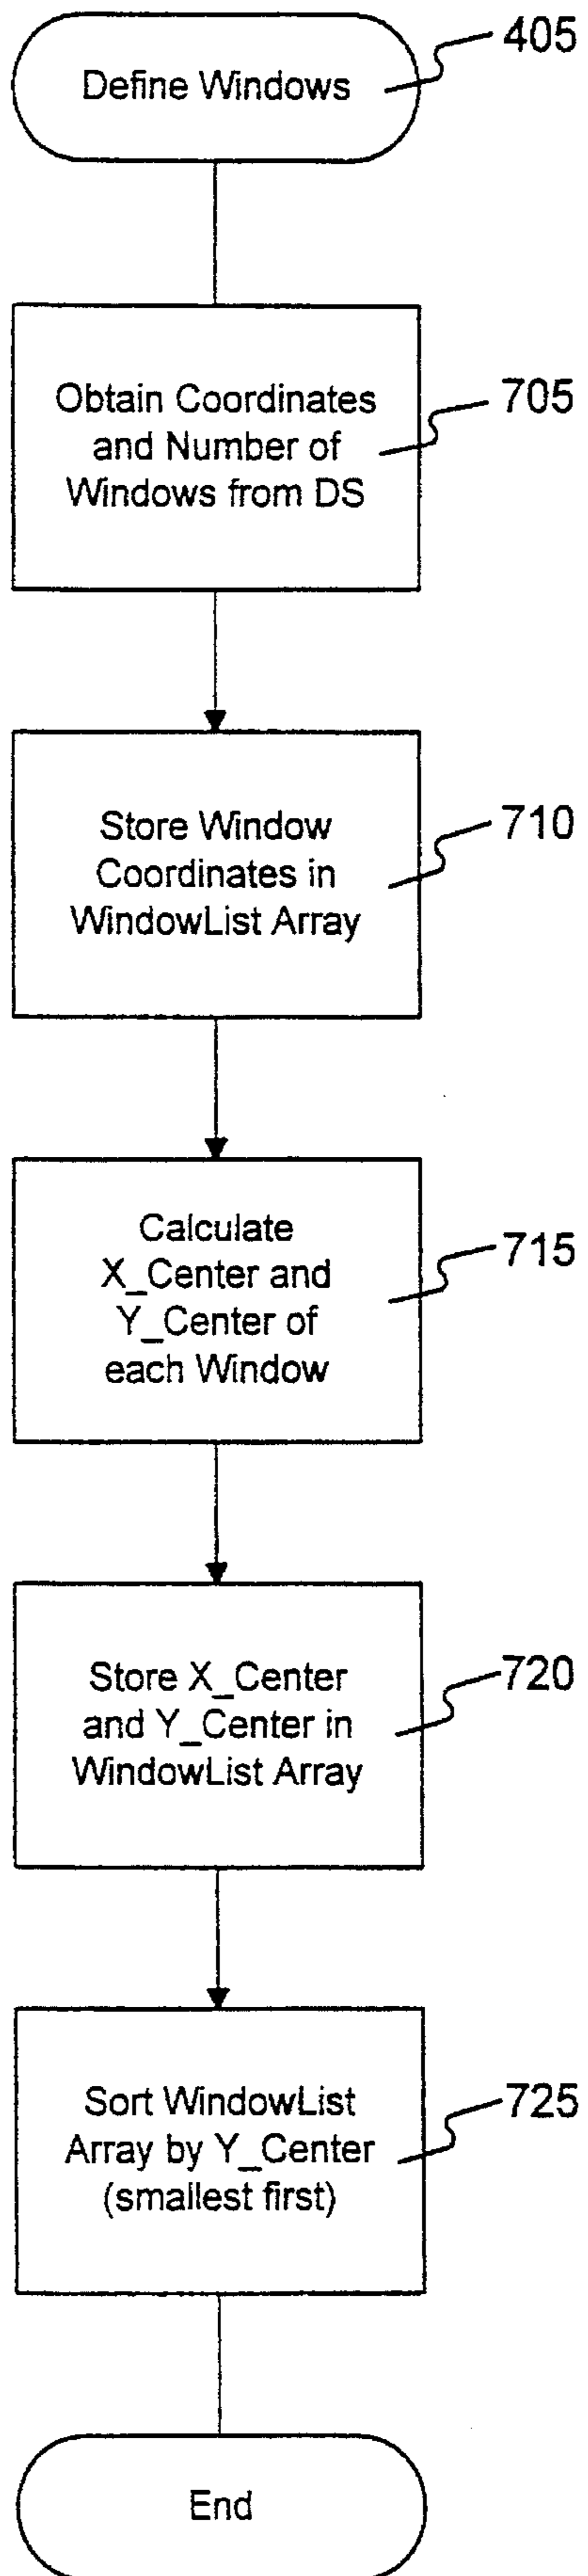 Define Windows
405
Obtain Coordinates
and Number of
Windows from DS
705
Store Window
Coordinates in
WindowList Array
710
Calculate
X_Center and
Y_Center of
each Window
715
Store X_Center
and Y_Center in
WindowList Array
720
Sort WindowList
Array by Y_Center
(smallest first)
725
End